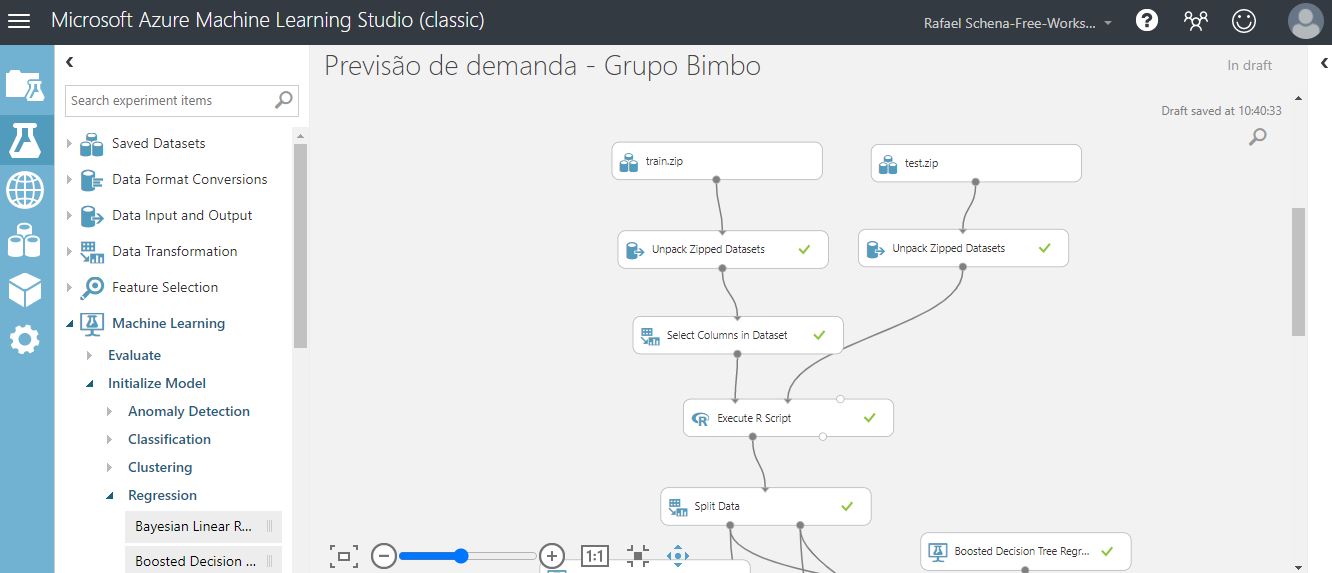 Microsoft Azure Machine Learning Studio (classic)
Rafael Schena-Free-Works...
?
Search experiment items
Saved Datasets
Data Format Conversions
Data Input and Output
Data Transformation
Feature Selection
Machine Learning
Evaluate
Initialize Model
Anomaly Detection
Classification
Clustering
Regression
Bayesian Linear R...
Boosted Decision ...
Previsão de demanda - Grupo Bimbo
In draft
Draft saved at 10:40:33
train.zip
test.zip
Unpack Zipped Datasets
Unpack Zipped Datasets
Select Columns in Dataset
R
Execute R Script
Split Data
Boosted Decision Tree Regr...
1:1